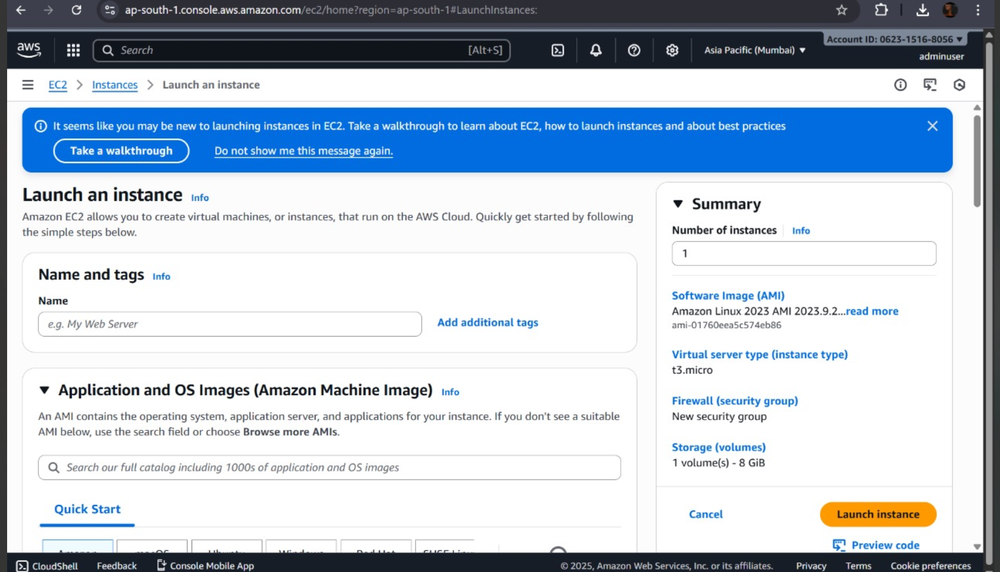 ap-south-1.console.aws.amazon.com/ec2/home?region=ap-south-1#LaunchInstances:
aws
Search [Alt+S]
Asia Pacific (Mumbai) ▼
Account ID: 0623-1516-8056 ▼
adminuser
EC2 > Instances > Launch an instance
It seems like you may be new to launching instances in EC2. Take a walkthrough to learn about EC2, how to launch instances and about best practices
Take a walkthrough
Do not show me this message again.
Launch an instance Info
Amazon EC2 allows you to create virtual machines, or instances, that run on the AWS Cloud. Quickly get started by following
the simple steps below.
Name and tags Info
Name
e.g. My Web Server
Add additional tags
Application and OS Images (Amazon Machine Image) Info
An AMI contains the operating system, application server, and applications for your instance. If you don't see a suitable
AMI below, use the search field or choose Browse more AMIs.
Search our full catalog including 1000s of application and OS images
Quick Start
Amazon macOS Ubuntu Windows Red Hat SUSE Linu
Summary
Number of instances Info
1
Software Image (AMI)
Amazon Linux 2023 AMI 2023.9.2...read more
ami-01760eea5c574eb86
Virtual server type (instance type)
t3.micro
Firewall (security group)
New security group
Storage (volumes)
1 volume(s) - 8 GiB
Cancel
Launch instance
Preview code
CloudShell Feedback Console Mobile App
© 2025, Amazon Web Services, Inc. or its affiliates. Privacy Terms Cookie preferences